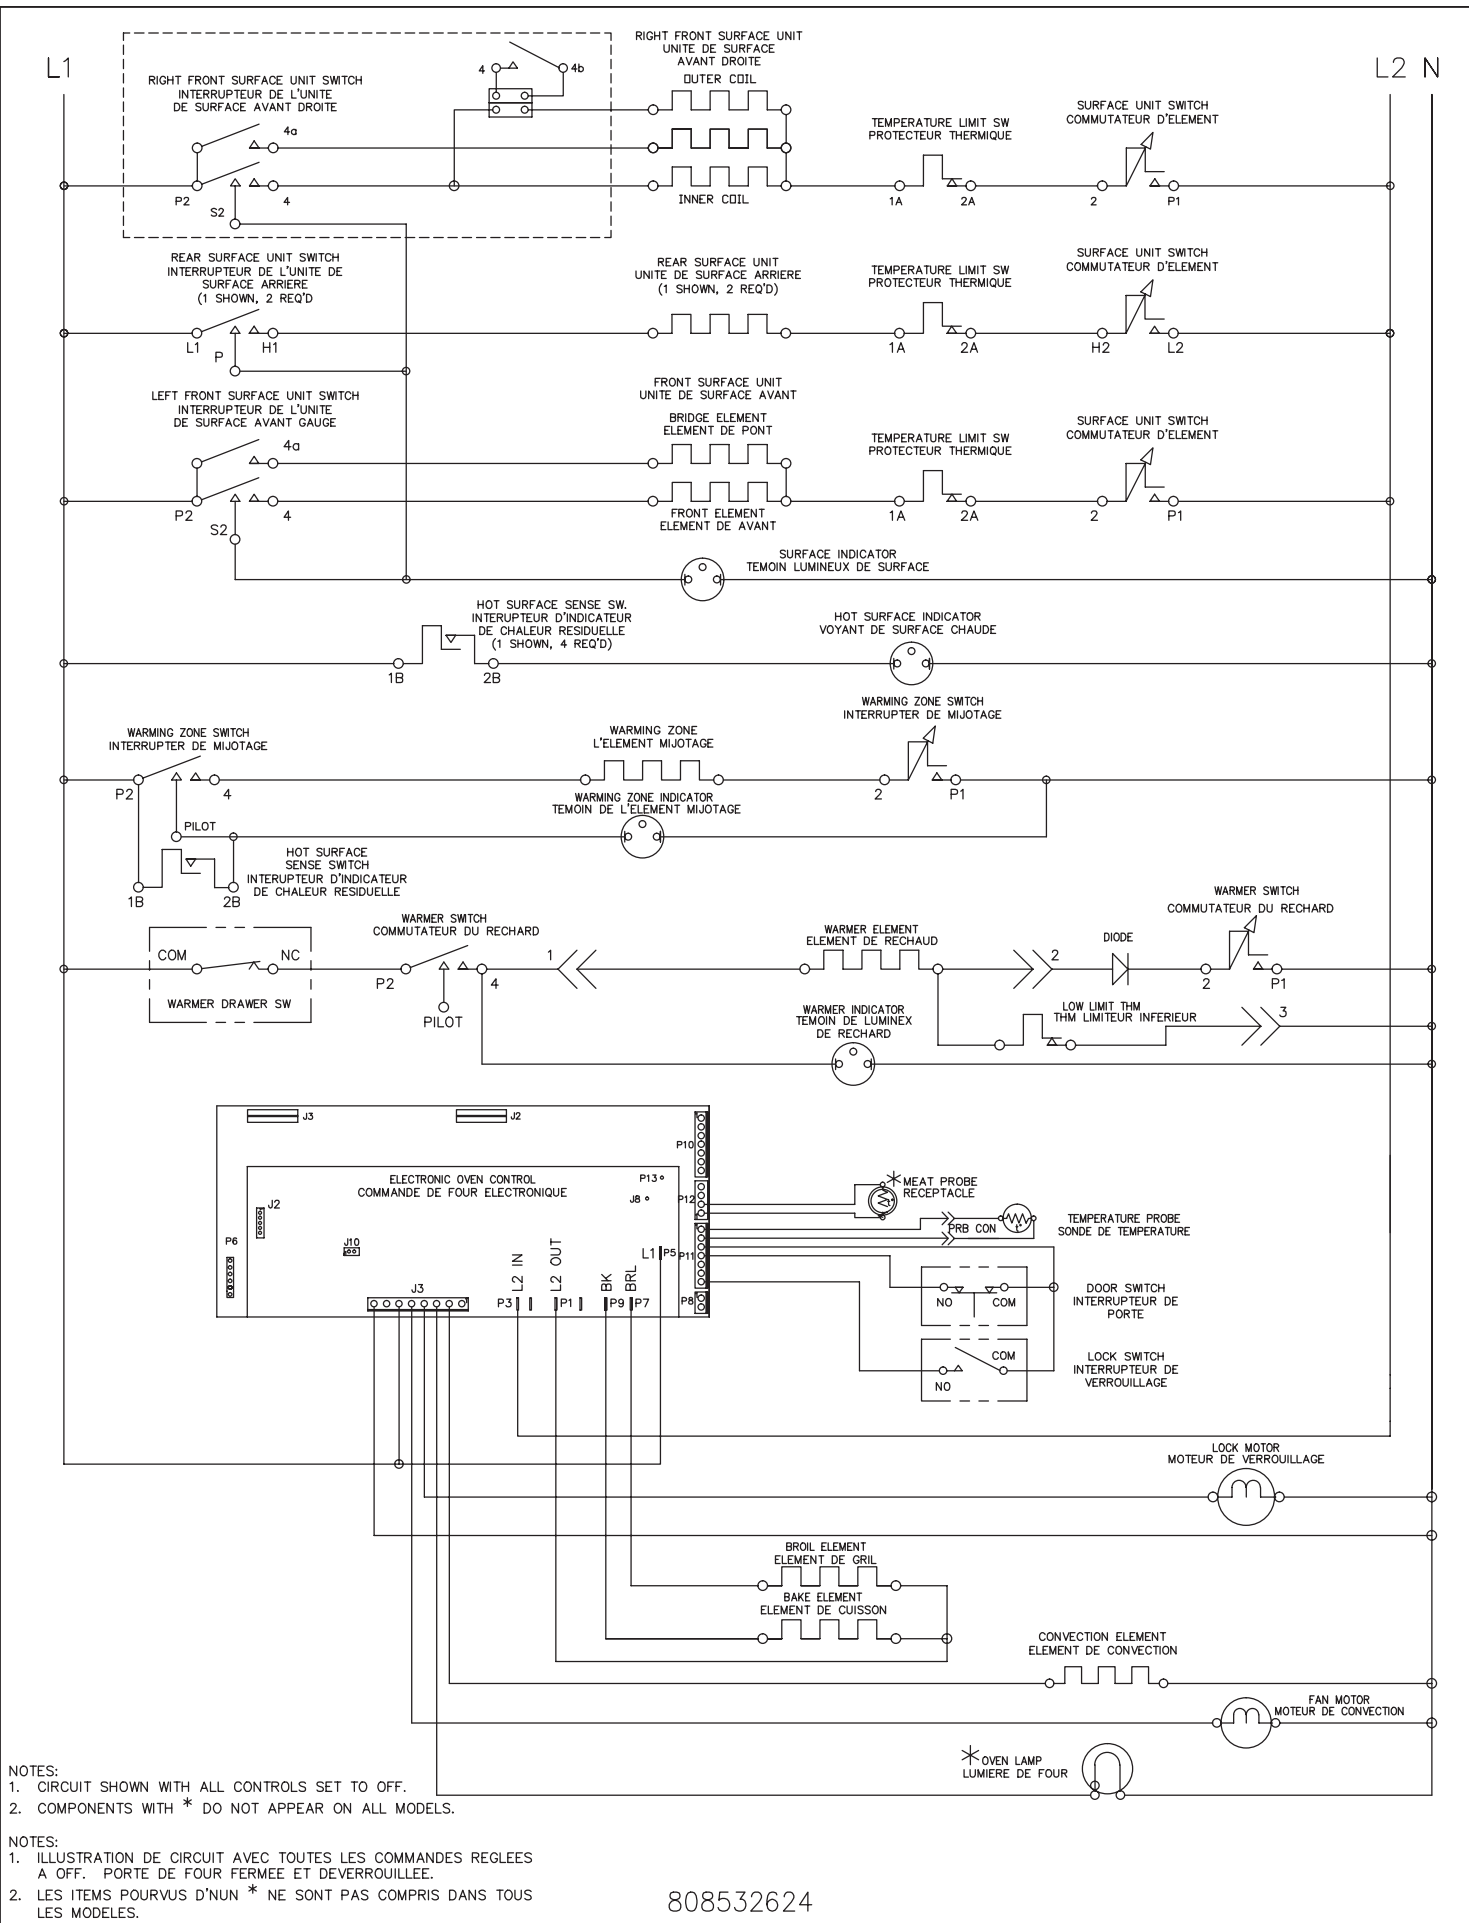 L1
L2 N
RIGHT FRONT SURFACE UNIT SWITCH
INTERRUPTEUR DE L'UNITE
DE SURFACE AVANT DROITE
4
4b
4a
P2
S2
4
RIGHT FRONT SURFACE UNIT
UNITE DE SURFACE
AVANT DROITE
OUTER COIL
INNER COIL
TEMPERATURE LIMIT SW
PROTECTEUR THERMIQUE
1A
2A
SURFACE UNIT SWITCH
COMMUTATEUR D'ELEMENT
2
P1
REAR SURFACE UNIT SWITCH
INTERRUPTEUR DE L'UNITE DE
SURFACE ARRIERE
(1 SHOWN, 2 REQ'D
L1
P
H1
REAR SURFACE UNIT
UNITE DE SURFACE ARRIERE
(1 SHOWN, 2 REQ'D)
TEMPERATURE LIMIT SW
PROTECTEUR THERMIQUE
1A
2A
SURFACE UNIT SWITCH
COMMUTATEUR D'ELEMENT
H2
L2
LEFT FRONT SURFACE UNIT SWITCH
INTERRUPTEUR DE L'UNITE
DE SURFACE AVANT GAUGE
4a
P2
S2
4
FRONT SURFACE UNIT
UNITE DE SURFACE AVANT
BRIDGE ELEMENT
ELEMENT DE PONT
FRONT ELEMENT
ELEMENT DE AVANT
TEMPERATURE LIMIT SW
PROTECTEUR THERMIQUE
1A
2A
SURFACE UNIT SWITCH
COMMUTATEUR D'ELEMENT
2
P1
SURFACE INDICATOR
TEMOIN LUMINEUX DE SURFACE
HOT SURFACE SENSE SW.
INTERUPTEUR D'INDICATEUR
DE CHALEUR RESIDUELLE
(1 SHOWN, 4 REQ'D)
1B
2B
HOT SURFACE INDICATOR
VOYANT DE SURFACE CHAUDE
WARMING ZONE SWITCH
INTERRUPTER DE MIJOTAGE
P2
4
PILOT
WARMING ZONE
L'ELEMENT MIJOTAGE
WARMING ZONE SWITCH
INTERRUPTER DE MIJOTAGE
2
P1
WARMING ZONE INDICATOR
TEMOIN DE L'ELEMENT MIJOTAGE
HOT SURFACE
SENSE SWITCH
INTERUPTEUR D'INDICATEUR
DE CHALEUR RESIDUELLE
1B
2B
COM
NC
WARMER DRAWER SW
WARMER SWITCH
COMMUTATEUR DU RECHARD
P2
4
PILOT
1
WARMER ELEMENT
ELEMENT DE RECHAUD
2
DIODE
WARMER SWITCH
COMMUTATEUR DU RECHARD
2
P1
WARMER INDICATOR
TEMOIN DE LUMINEX
DE RECHARD
LOW LIMIT THM
THM LIMITEUR INFERIEUR
3
J3
J2
P10
ELECTRONIC OVEN CONTROL
COMMANDE DE FOUR ELECTRONIQUE
P13
J8
P12
J2
P6
J10
L1
P5
P11
J3
L2 IN
L2 OUT
BK
BRL
P3
P1
P9
P7
P8
* MEAT PROBE
RECEPTACLE
t°
PRB CON
t°
TEMPERATURE PROBE
SONDE DE TEMPERATURE
NO
COM
DOOR SWITCH
INTERRUPTEUR DE
PORTE
COM
NO
LOCK SWITCH
INTERRUPTEUR DE
VERROUILLAGE
LOCK MOTOR
MOTEUR DE VERROUILLAGE
BROIL ELEMENT
ELEMENT DE GRIL
BAKE ELEMENT
ELEMENT DE CUISSON
CONVECTION ELEMENT
ELEMENT DE CONVECTION
FAN MOTOR
MOTEUR DE CONVECTION
* OVEN LAMP
LUMIERE DE FOUR
NOTES:
1. CIRCUIT SHOWN WITH ALL CONTROLS SET TO OFF.
2. COMPONENTS WITH * DO NOT APPEAR ON ALL MODELS.
NOTES:
1. ILLUSTRATION DE CIRCUIT AVEC TOUTES LES COMMANDES REGLEES
A OFF. PORTE DE FOUR FERMEE ET DEVERROUILLEE.
2. LES ITEMS POURVUS D'NUN * NE SONT PAS COMPRIS DANS TOUS
LES MODELES.
808532624